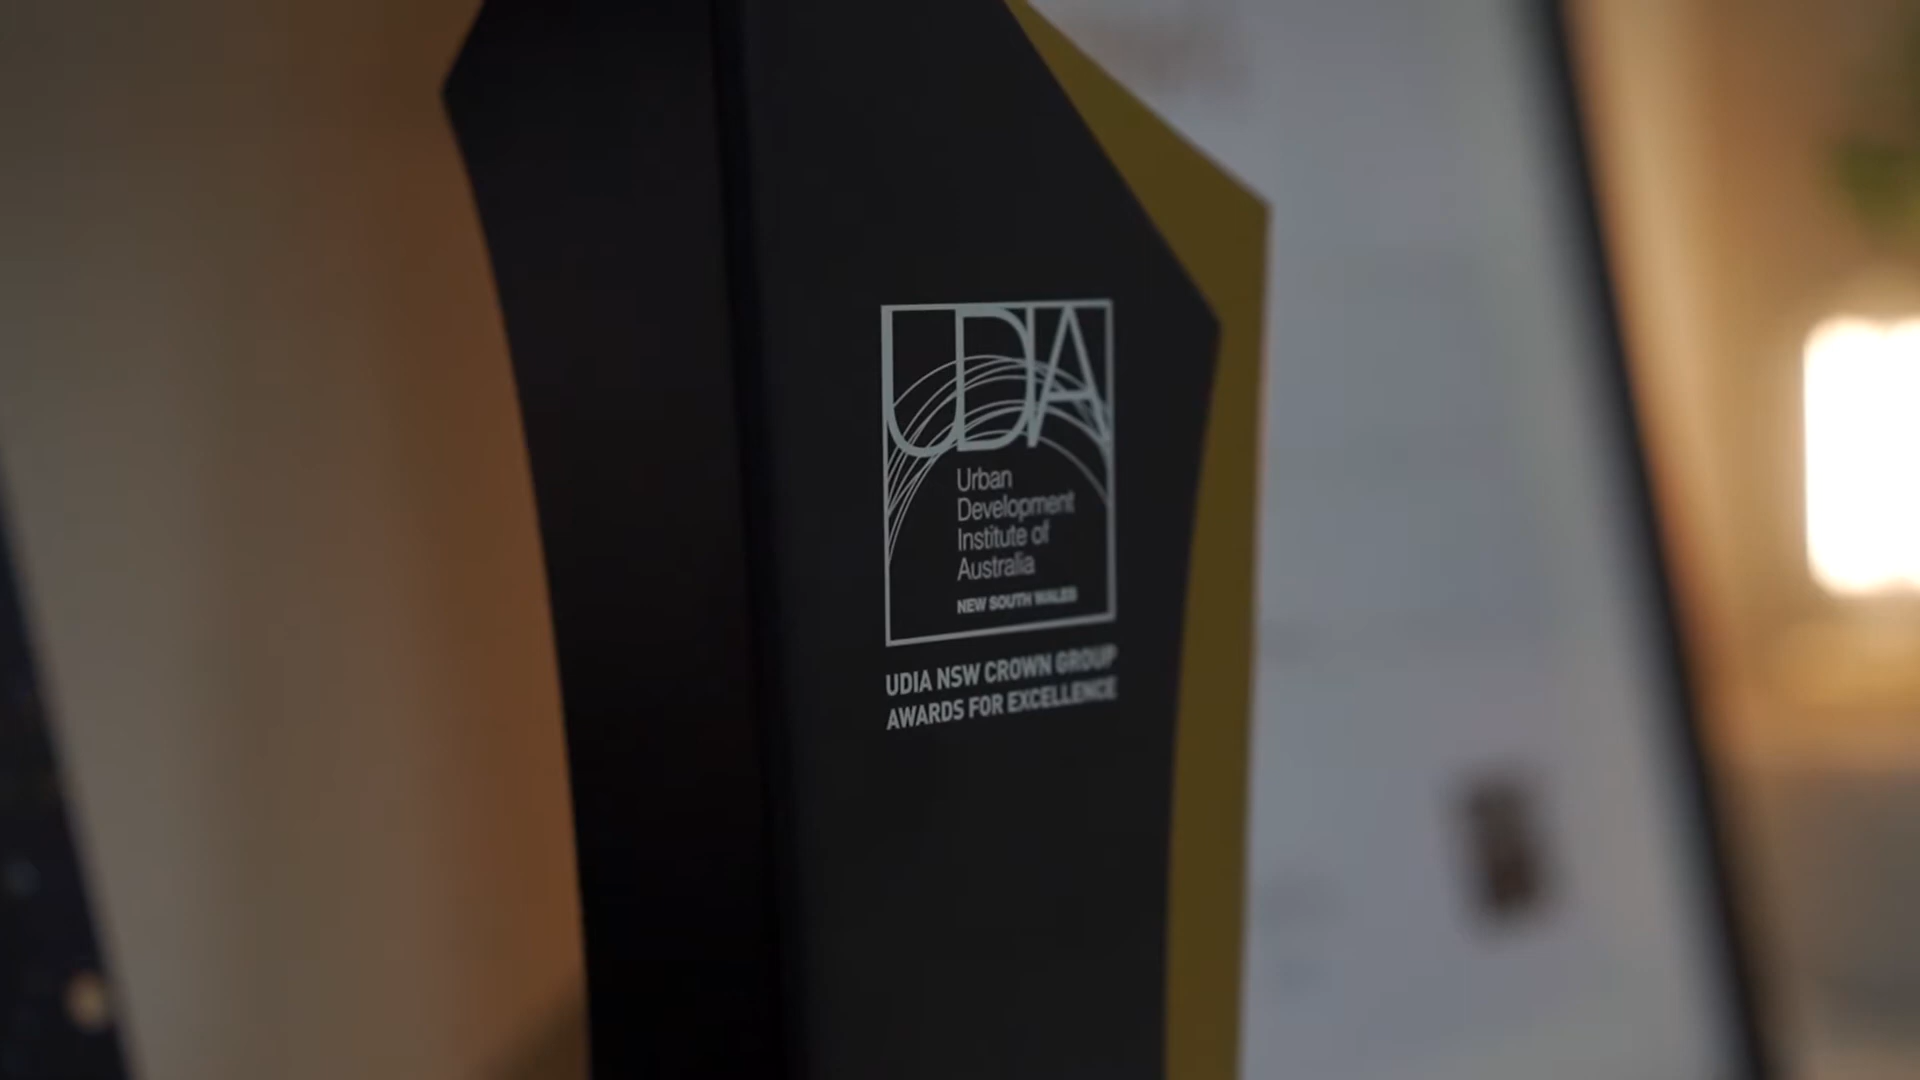 UDIA
Urban
Development
Institute of
Australia
NEW SOUTH WALES
UDIA NSW CROWN GROUP
AWARDS FOR EXCELLENCE